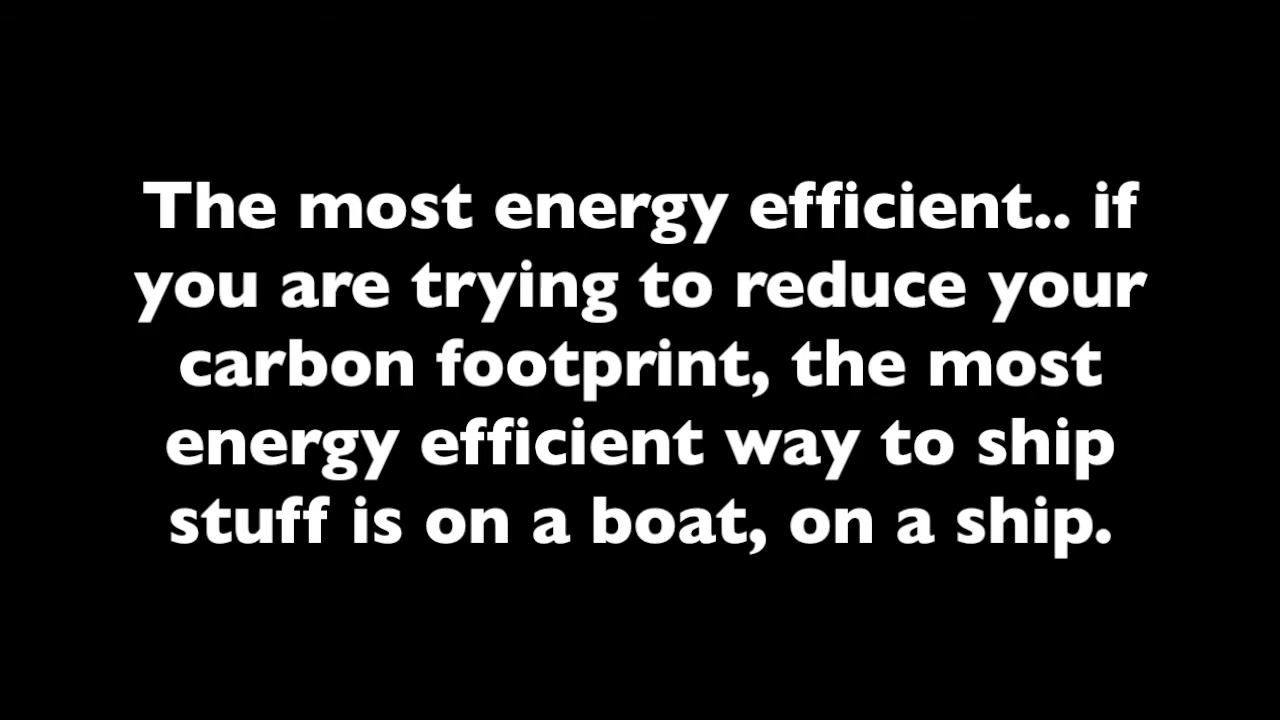 The most energy efficient.. if
you are trying to reduce your
carbon footprint, the most
energy efficient way to ship
stuff is on a boat, on a ship.